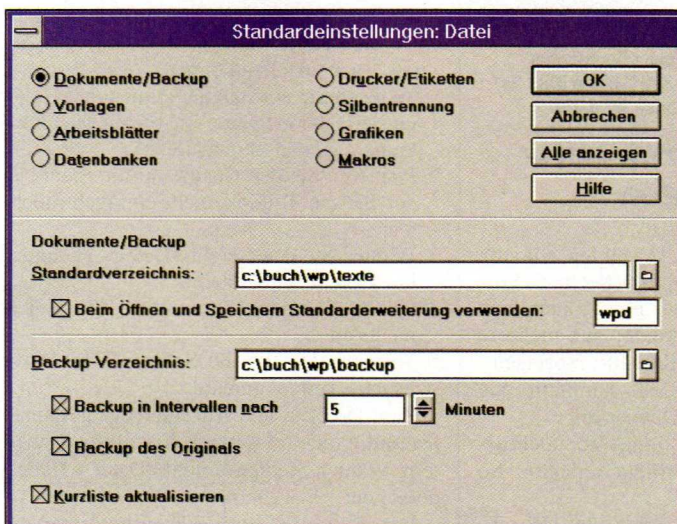 Standardeinstellungen: Datei
Dokumente/Backup
Vorlagen
Arbeitsblätter
Datenbanken
Drucker/Etiketten
Silbentrennung
Grafiken
Makros
OK
Abbrechen
Alle anzeigen
Hilfe
Dokumente/Backup
Standardverzeichnis: c:\buch\wp\texte
Beim Öffnen und Speichern Standarderweiterung verwenden: wpd
Backup-Verzeichnis: c:\buch\wp\backup
Backup in Intervallen nach 5 Minuten
Backup des Originals
Kurzliste aktualisieren